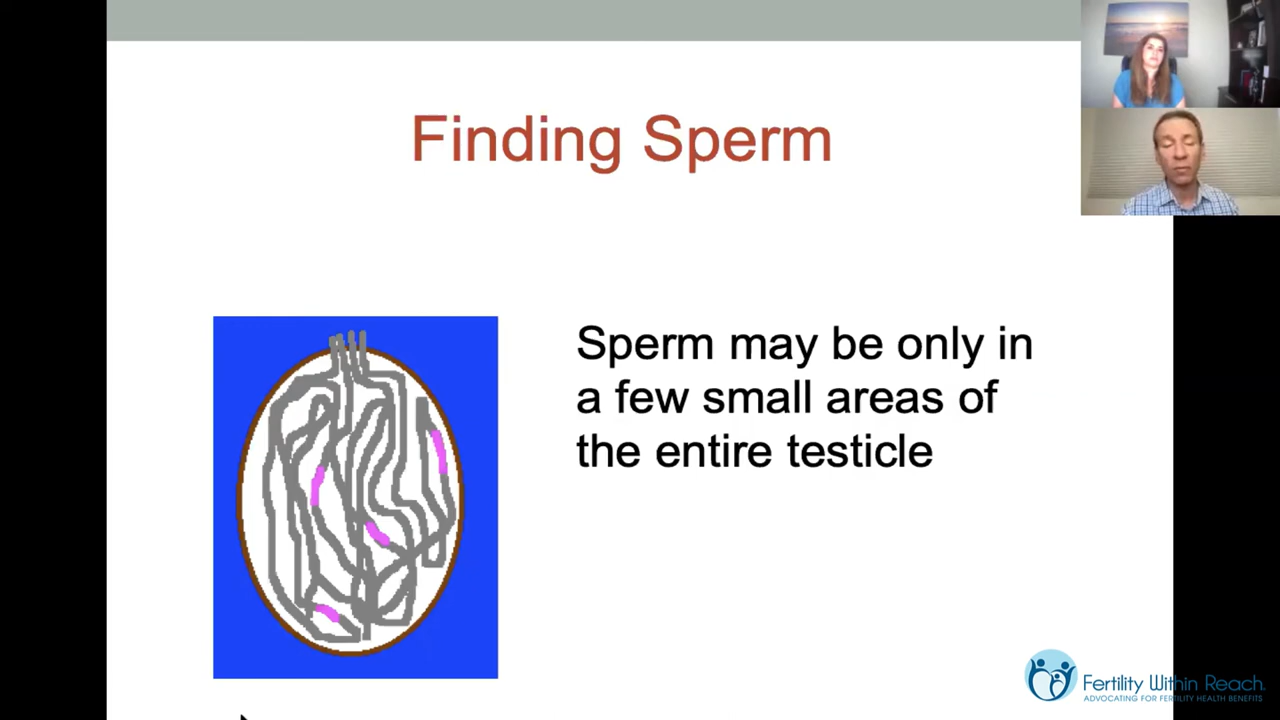 Finding Sperm
Sperm may be only in
a few small areas of
the entire testicle
Fertility Within Reach.
ADVOCATING FOR FERTILITY HEALTH BENEFITS